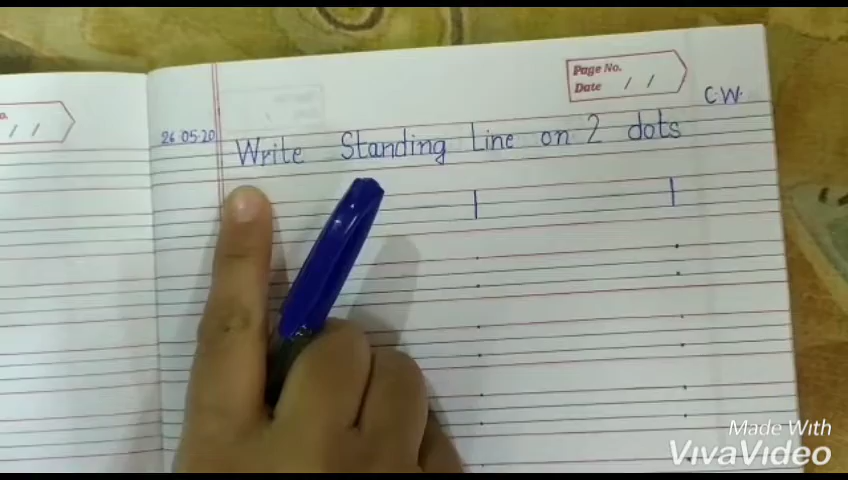 Page No.
Date / /
C.W.
26.05.20
Write Standing Line on 2 dots
/ /
Made With
VivaVideo